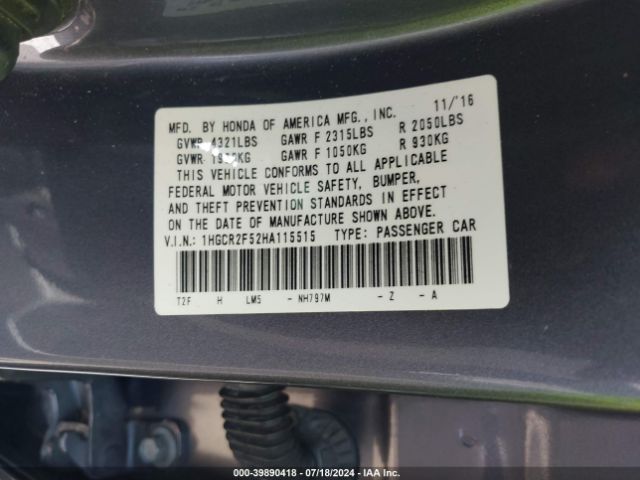 MFD. BY HONDA OF AMERICA MFG., INC. 11/'16
GVWR 4321LBS GAWR F 2315LBS R 2050LBS
GVWR GAWR F 1050KG R 930KG
THIS VEHICLE CONFORMS TO ALL APPLICABLE
FEDERAL MOTOR VEHICLE SAFETY, BUMPER,
AND THEFT PREVENTION STANDARDS IN EFFECT
ON THE DATE OF MANUFACTURE SHOWN ABOVE.
V.I.N.: 1HGCR2F52HA115515 TYPE: PASSENGER CAR
T2F H LM5 - NH797M - Z - A
000-39890418 - 07/18/2024 - IAA Inc.